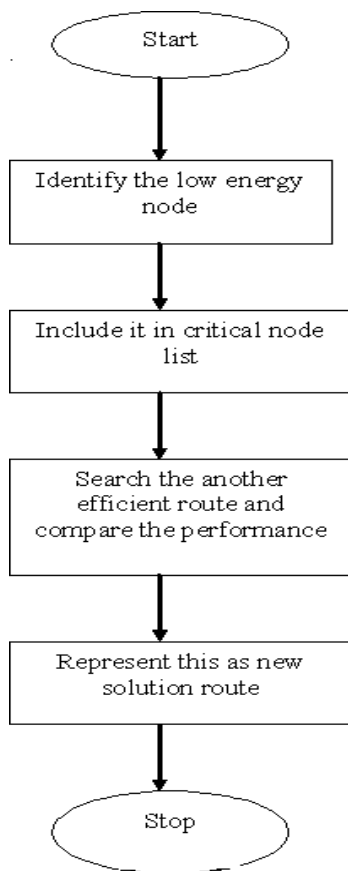 Start
Identify the low energy
node
Include it in critical node
list
Search the another
efficient route and
compare the performance
Represent this as new
solution route
Stop